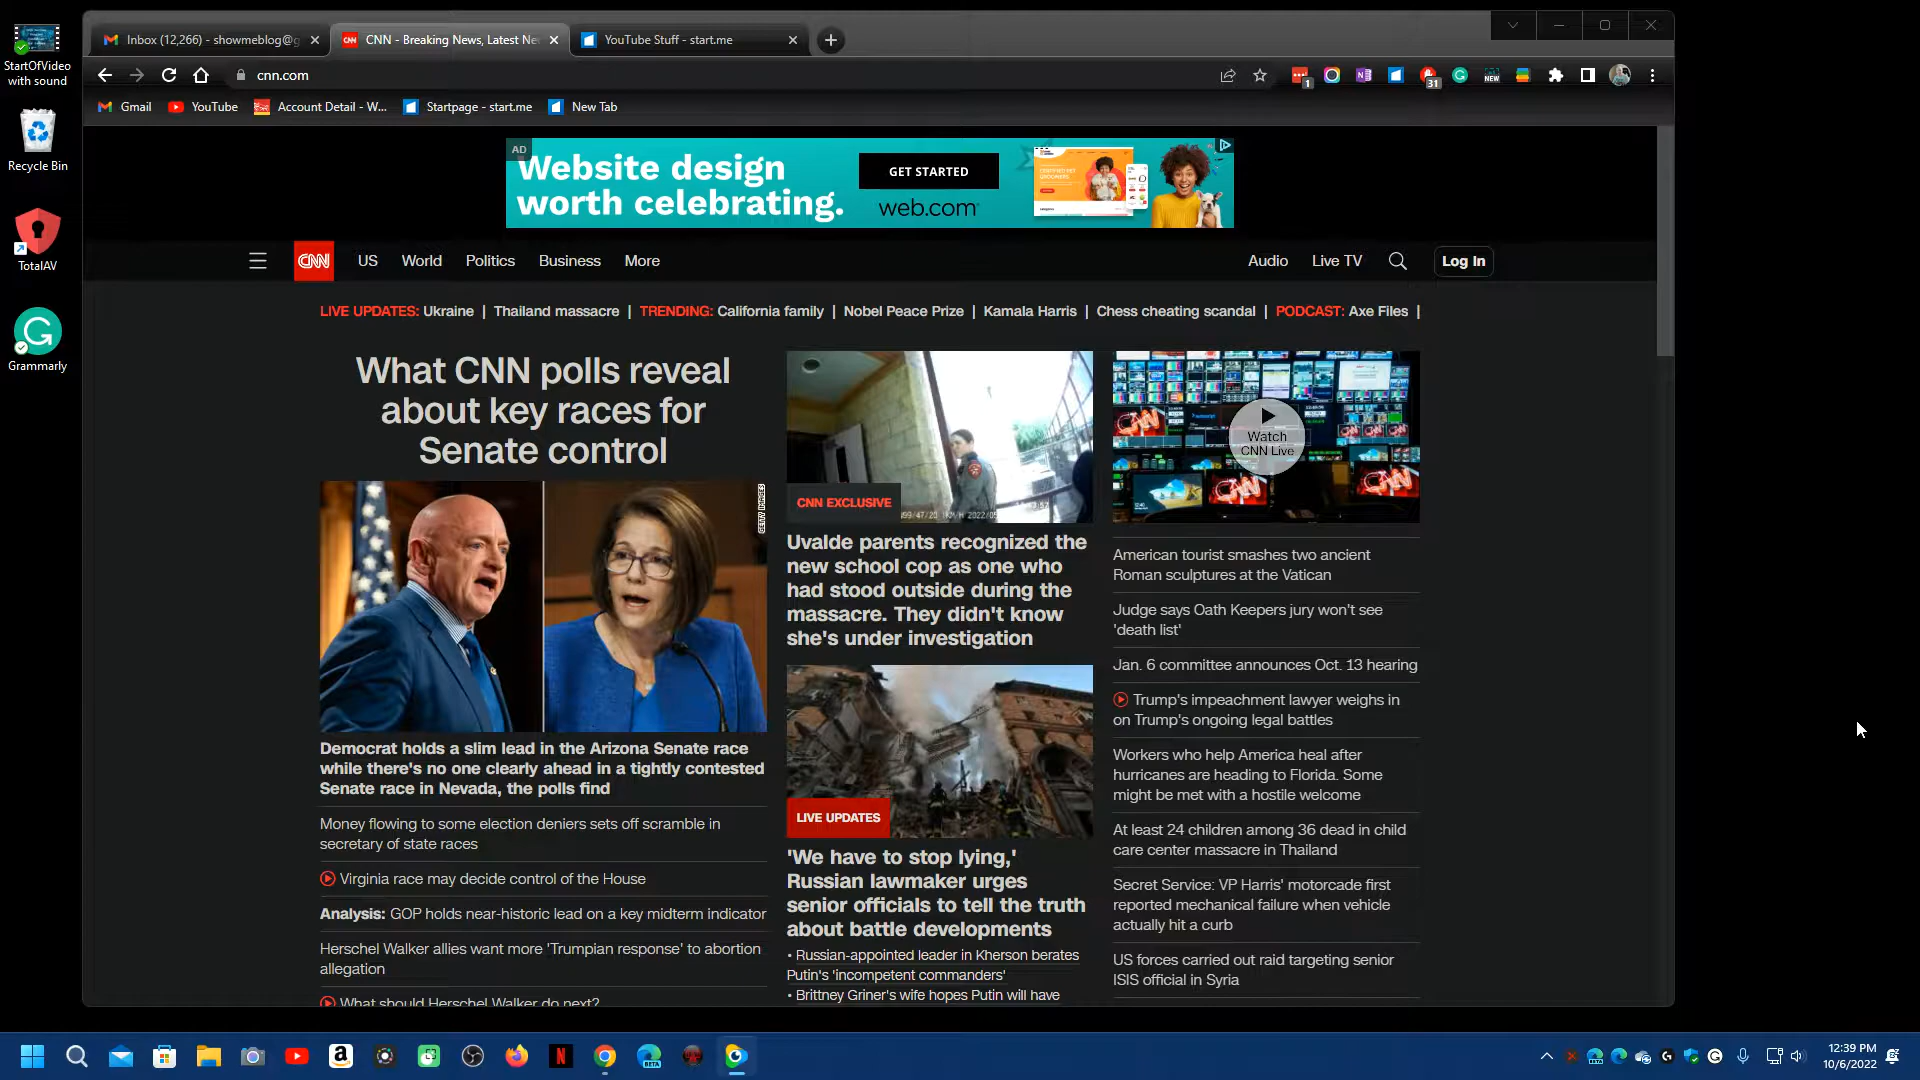 StartOfVideo
with sound
Recycle Bin
TotalAV
Grammarly
Inbox (12,266) - showmeblog@g
CNN
CNN - Breaking News, Latest Ne
YouTube Stuff - start.me
cnn.com
1
31
NEW
Gmail
YouTube
Account Detail - W...
Startpage - start.me
New Tab
AD
Website design
worth celebrating.
GET STARTED
web.com
CNN
US
World
Politics
Business
More
Audio
Live TV
Log In
LIVE UPDATES: Ukraine | Thailand massacre | TRENDING: California family | Nobel Peace Prize | Kamala Harris | Chess cheating scandal | PODCAST: Axe Files |
What CNN polls reveal
about key races for
Senate control
GETTY IMAGES
Democrat holds a slim lead in the Arizona Senate race
while there's no one clearly ahead in a tightly contested
Senate race in Nevada, the polls find
Money flowing to some election deniers sets off scramble in
secretary of state races
Virginia race may decide control of the House
Analysis: GOP holds near-historic lead on a key midterm indicator
Herschel Walker allies want more 'Trumpian response' to abortion
allegation
What should Herschel Walker do next?
CNN EXCLUSIVE
Uvalde parents recognized the
new school cop as one who
had stood outside during the
massacre. They didn't know
she's under investigation
LIVE UPDATES
'We have to stop lying,'
Russian lawmaker urges
senior officials to tell the truth
about battle developments
• Russian-appointed leader in Kherson berates
Putin's 'incompetent commanders'
• Brittney Griner's wife hopes Putin will have
Watch
CNN Live
American tourist smashes two ancient
Roman sculptures at the Vatican
Judge says Oath Keepers jury won't see
'death list'
Jan. 6 committee announces Oct. 13 hearing
Trump's impeachment lawyer weighs in
on Trump's ongoing legal battles
Workers who help America heal after
hurricanes are heading to Florida. Some
might be met with a hostile welcome
At least 24 children among 36 dead in child
care center massacre in Thailand
Secret Service: VP Harris' motorcade first
reported mechanical failure when vehicle
actually hit a curb
US forces carried out raid targeting senior
ISIS official in Syria
12:39 PM
10/6/2022